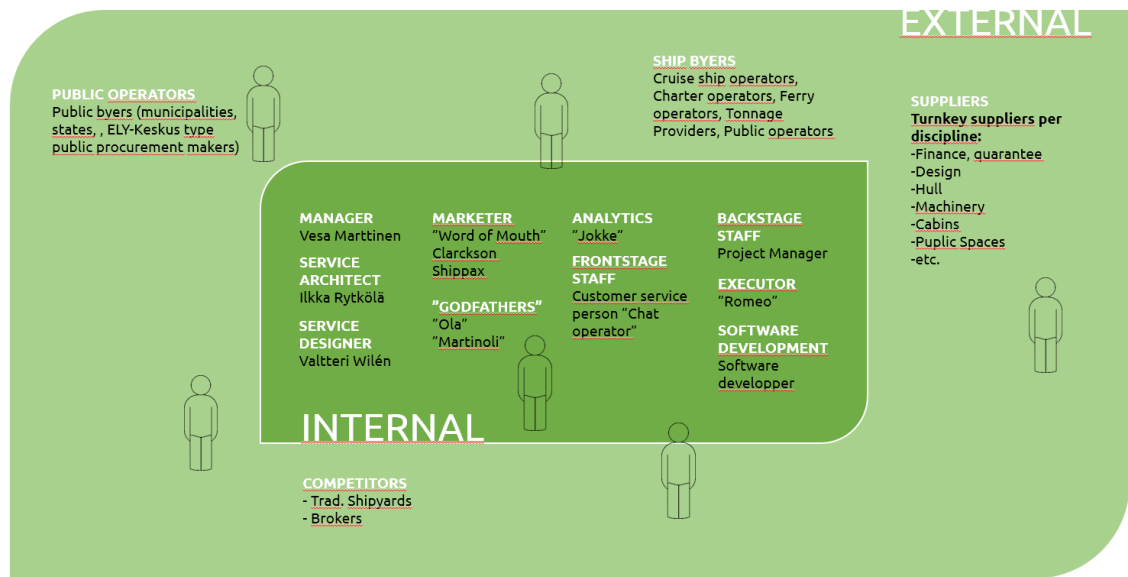 EXTERNAL
PUBLIC OPERATORS
Public byers (municipalities,
states, , ELY-Keskus type
public procurement makers)
SHIP BYERS
Cruise ship operators,
Charter operators, Ferry
operators, Tonnage
Providers, Public operators
SUPPLIERS
Turnkey suppliers per
discipline:
-Finance, quarantee
-Design
-Hull
-Machinery
-Cabins
-Puplic Spaces
-etc.
MANAGER
Vesa Marttinen
SERVICE
ARCHITECT
Ilkka Rytkölä
SERVICE
DESIGNER
Valtteri Wilén
MARKETER
”Word of Mouth”
Clarckson
Shippax
”GODFATHERS”
”Ola”
”Martinoli”
ANALYTICS
”Jokke”
FRONTSTAGE
STAFF
Customer service
person ”Chat
operator”
BACKSTAGE
STAFF
Project Manager
EXECUTOR
”Romeo”
SOFTWARE
DEVELOPMENT
Software
developper
INTERNAL
COMPETITORS
- Trad. Shipyards
- Brokers